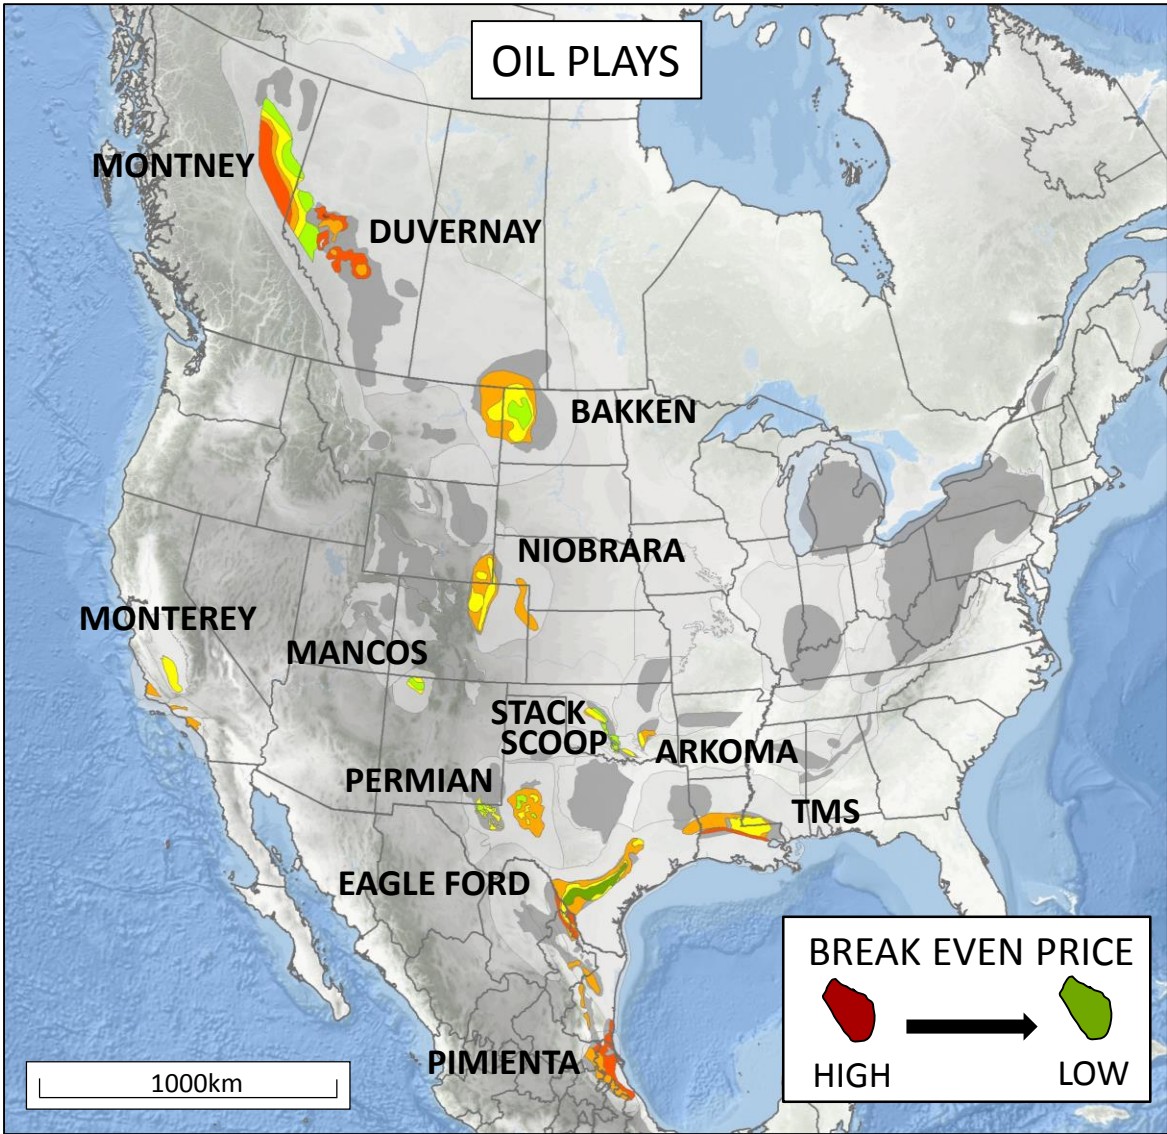 OIL PLAYS
MONTNEY
DUVERNAY
BAKKEN
NIOBRARA
MONTEREY
MANCOS
STACK
SCOOP
ARKOMA
PERMIAN
TMS
EAGLE FORD
PIMIENTA
BREAK EVEN PRICE
HIGH
LOW
1000km